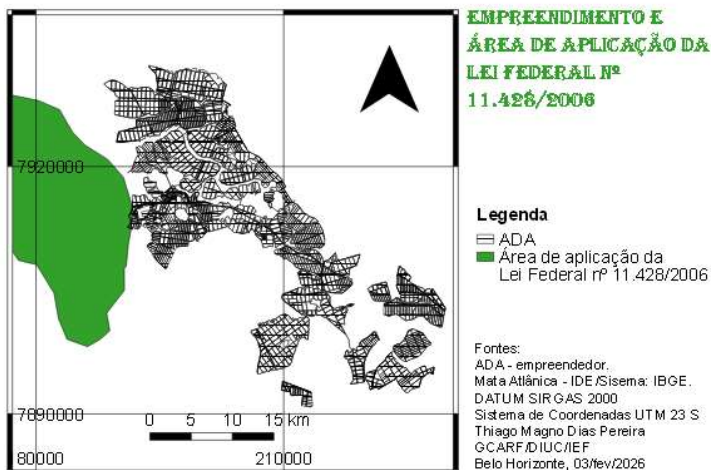 EMPREENDIMENTO E
ÁREA DE APLICAÇÃO DA
LEI FEDERAL Nº
11.428/2006
7920000
7890000
0 5 10 15 km
80000 210000
Legenda
ADA
Área de aplicação da
Lei Federal nº 11.428/2006
Fontes:
ADA - empreendedor.
Mata Atlântica - IDE/Sisema: IBGE.
DATUM SIRGAS 2000
Sistema de Coordenadas UTM 23 S
Thiago Magno Dias Pereira
GCARF/DIUC/IEF
Belo Horizonte, 03/fev/2026